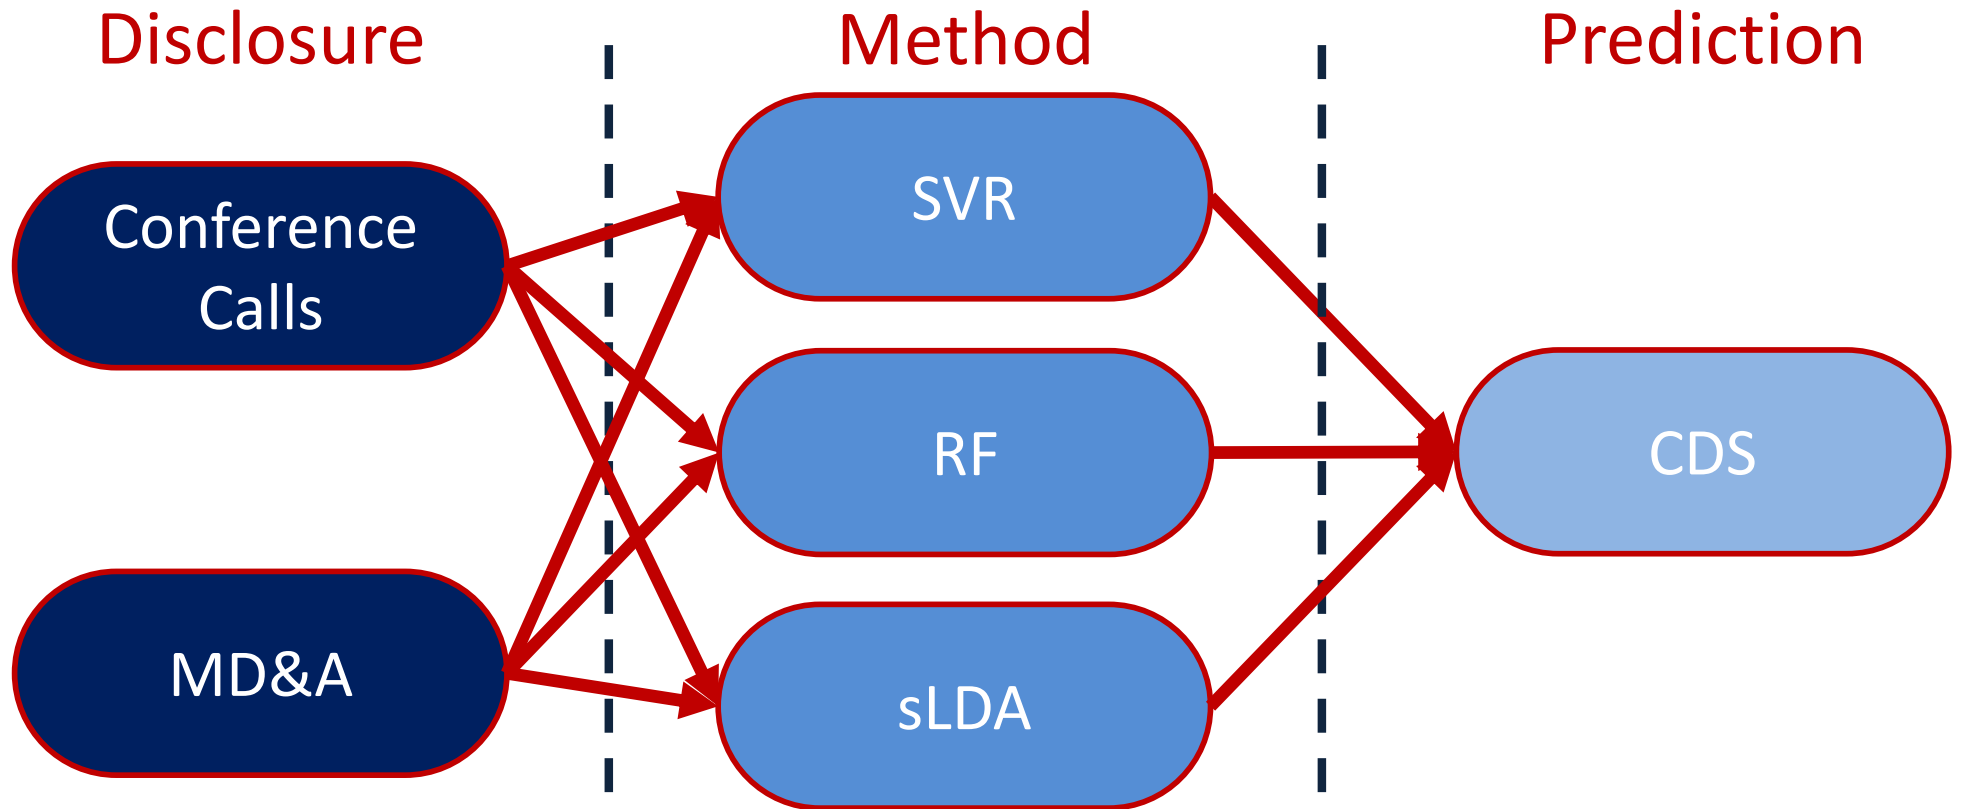 Disclosure
Method
Prediction
Conference
Calls
MD&A
SVR
RF
sLDA
CDS